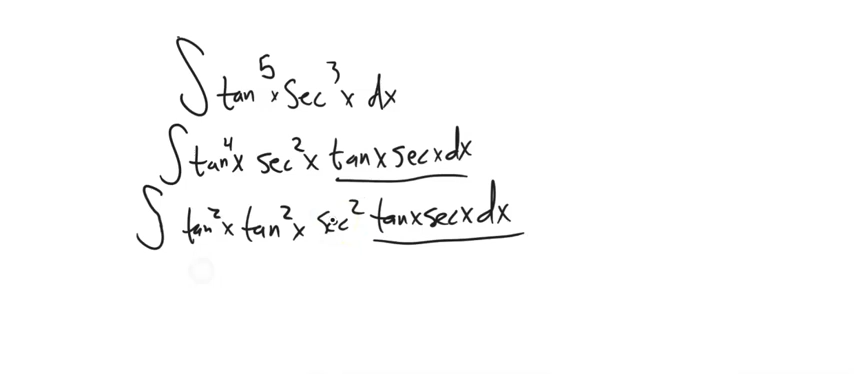 ∫ tan⁵x sec³x dx
∫ tan⁴x sec²x tanx secx dx
∫ tan²x tan²x sec² tanx secx dx